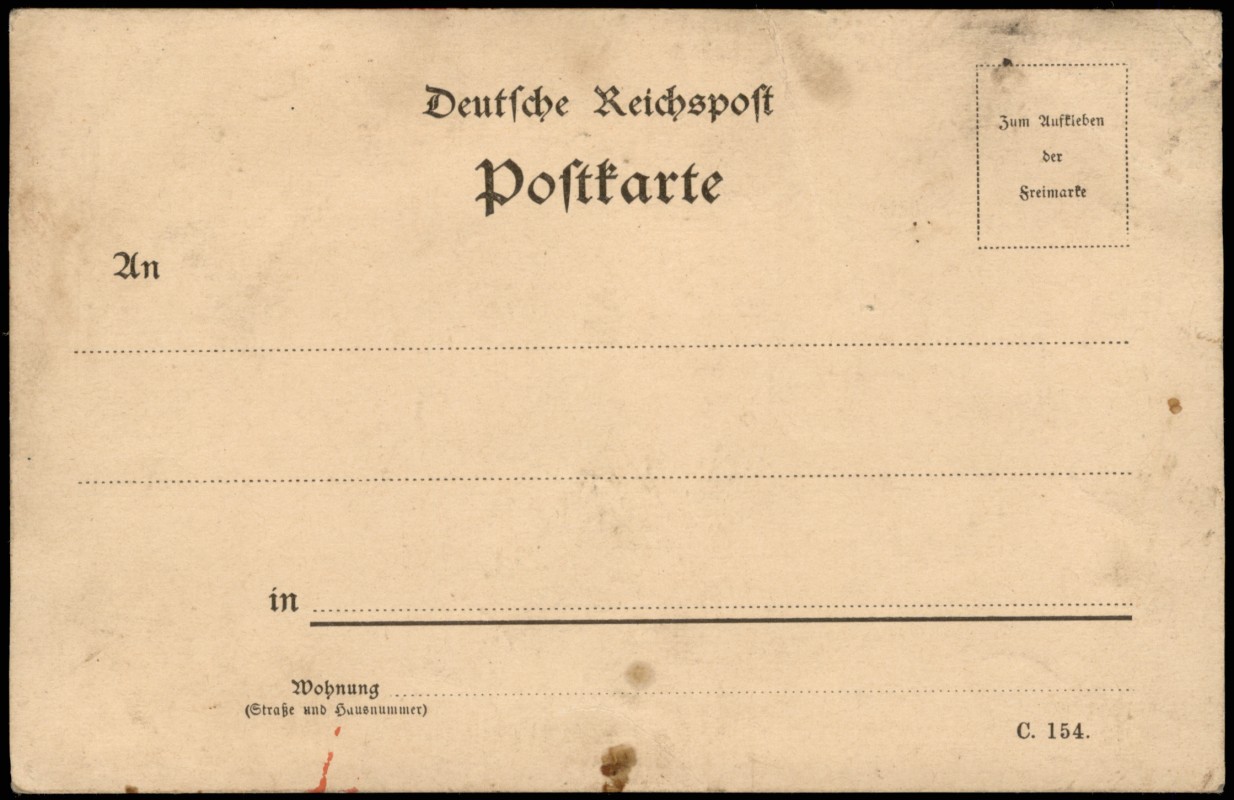 Deutsche Reichspost
Postkarte
Zum Aufkleben
der
Freimarke
An
in
Wohnung
(Straße und Hausnummer)
C. 154.